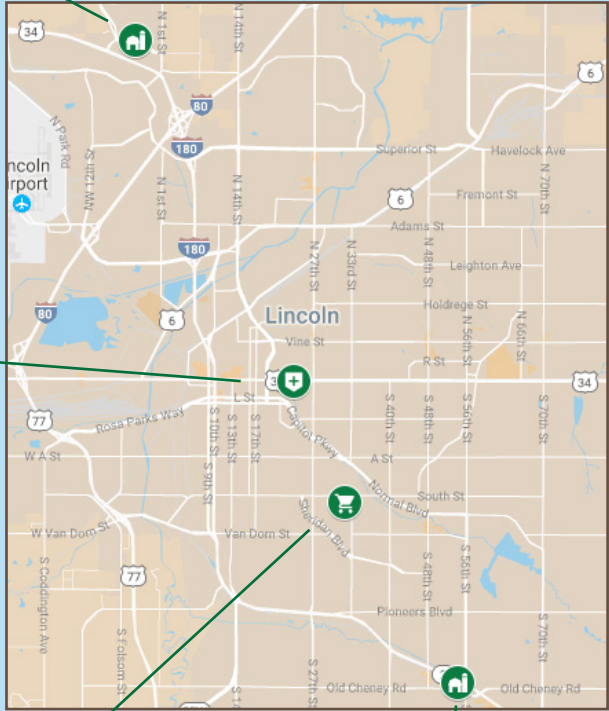 34
N 1st St
N 14th St
6
80
N Park Rd
180
Superior St
Havelock Ave
NW 12th St
ncoln
irport
N 1st St
N 14th St
N 70th St
Fremont St
6
Adams St
180
N 27th St
N 33rd St
N 48th St
Leighton Ave
80
6
Lincoln
Holdrege St
N 56th St
N 66th St
Vine St
R St
3
34
L St
77
Rosa Parks Way
S 10th St
S 13th St
S 17th St
Capitol Pkwy
S 40th St
S 48th St
S 56th St
S 70th St
W A St
A St
S 9th St
Normal Blvd
South St
Sheridan Blvd
W Van Dorn St
Van Dorn St
S 48th St
S 56th St
77
S Coddington Ave
S Folsom St
Pioneers Blvd
S 70th St
S 27th St
S 14
Old Cheney Rd
Old Cheney Rd